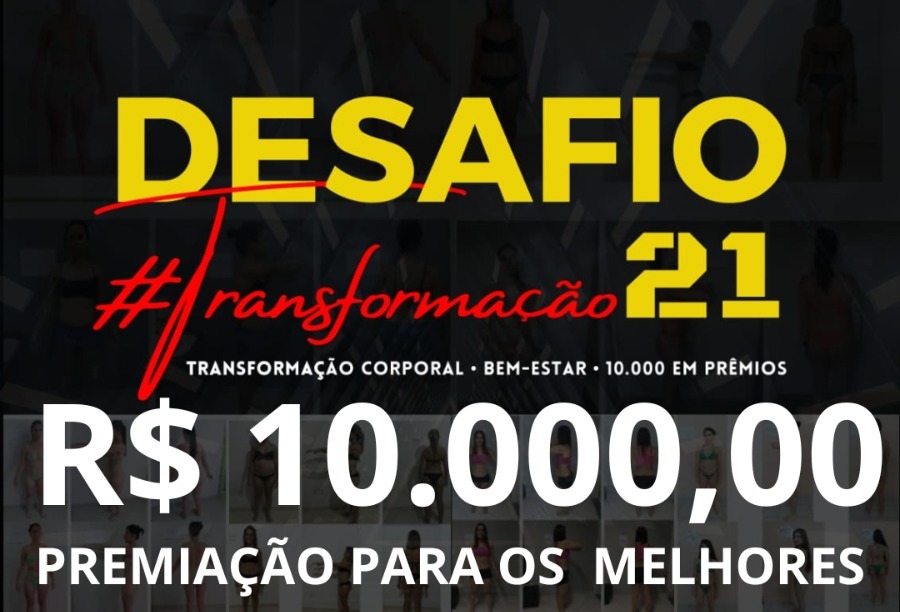 DESAFIO
#Transformação 21
TRANSFORMAÇÃO CORPORAL • BEM-ESTAR • 10.000 EM PRÊMIOS
R$ 10.000,00
PREMIAÇÃO PARA OS MELHORES